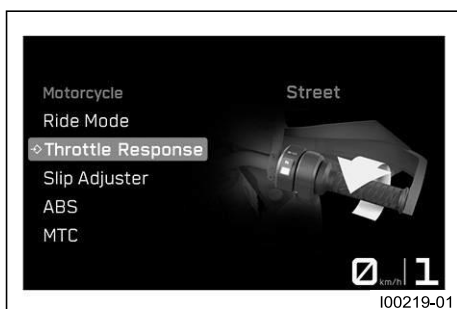 Motorcycle
Street
Ride Mode
Throttle Response
Slip Adjuster
ABS
MTC
0 km/h 1
I00219-01